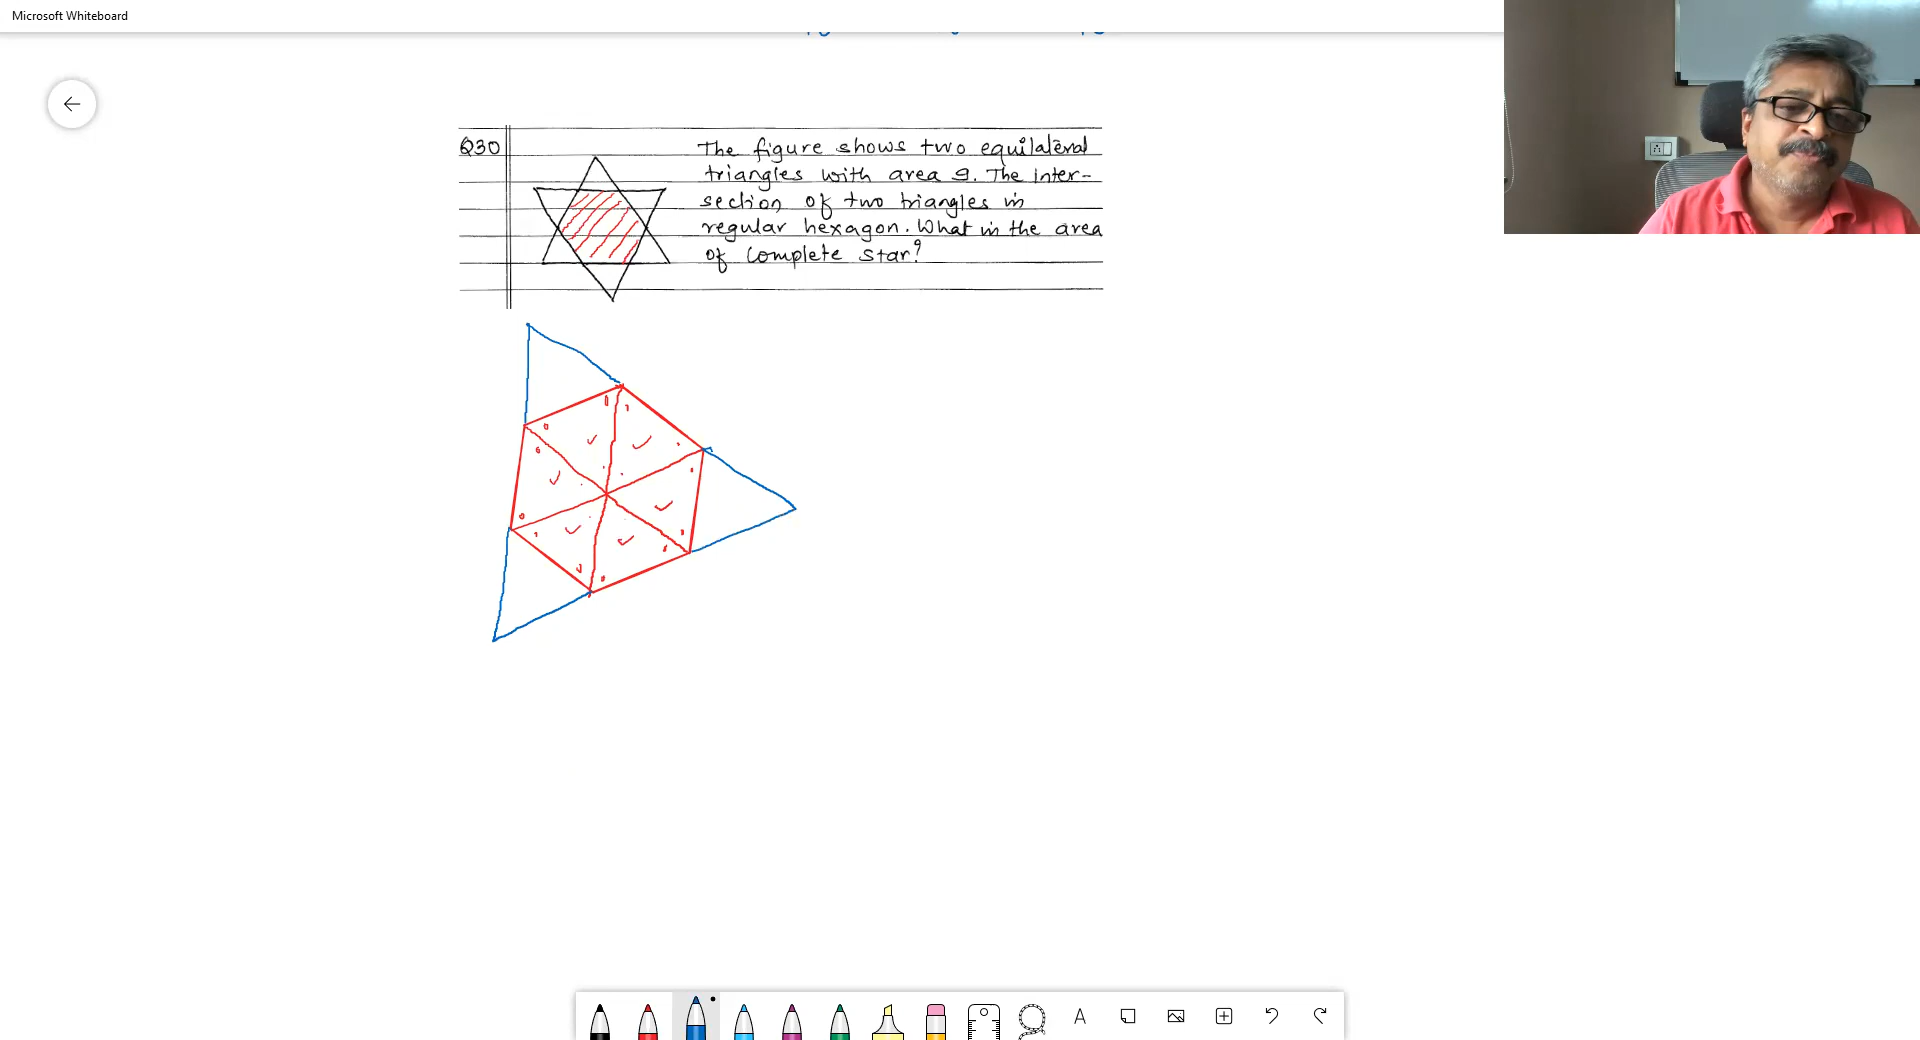 Microsoft Whiteboard
Q30
The figure shows two equilateral
triangles with area 9. The inter-
section of two triangles is
regular hexagon. What is the area
of complete star?
A